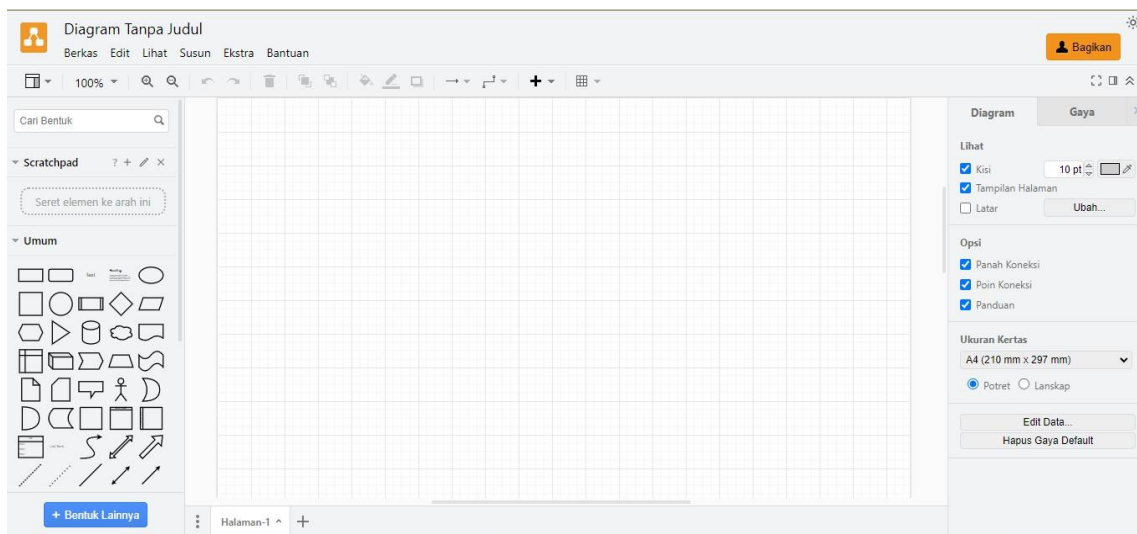 Diagram Tanpa Judul
Berkas Edit Lihat Susun Ekstra Bantuan
Bagikan
100%
Cari Bentuk
Scratchpad ?
Seret elemen ke arah ini
Umum
Text
Heading
+ Bentuk Lainnya
Halaman-1
Diagram Gaya
Lihat
Kisi 10 pt
Tampilan Halaman
Latar Ubah...
Opsi
Panah Koneksi
Poin Koneksi
Panduan
Ukuran Kertas
A4 (210 mm x 297 mm)
Potret Lanskap
Edit Data...
Hapus Gaya Default